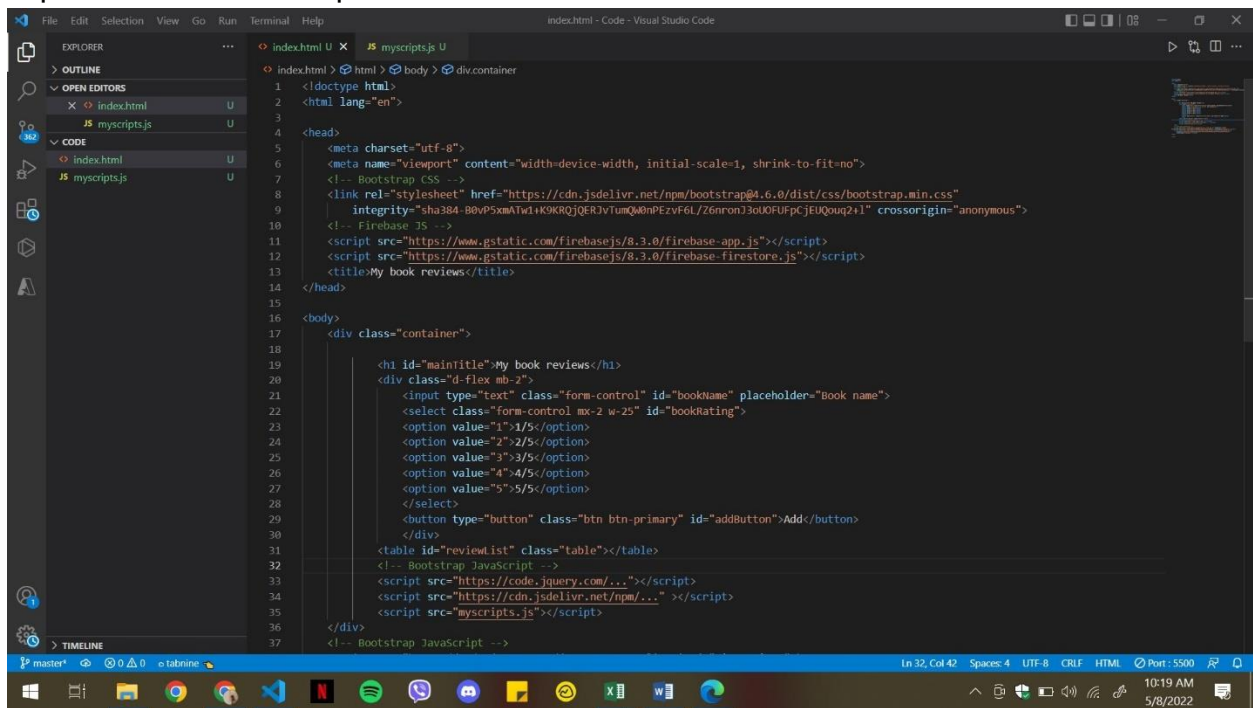 File Edit Selection View Go Run Terminal Help index.html - Code - Visual Studio Code
EXPLORER ...
OUTLINE
OPEN EDITORS
index.html U
JS myscripts.js U
CODE
index.html U
JS myscripts.js U
TIMELINE
362
1
index.html U JS myscripts.js U
index.html > html > body > div.container
1 <!doctype html>
2 <html lang="en">
3
4 <head>
5 <meta charset="utf-8">
6 <meta name="viewport" content="width=device-width, initial-scale=1, shrink-to-fit=no">
7 <!-- Bootstrap CSS -->
8 <link rel="stylesheet" href="https://cdn.jsdelivr.net/npm/bootstrap@4.6.0/dist/css/bootstrap.min.css"
9 integrity="sha384-B0vP5xmATw1+K9KRQjQERJvTumQW0nPEzvF6L/Z6nronJ3oUOFUFpCjEUQouq2+l" crossorigin="anonymous">
10 <!-- Firebase JS -->
11 <script src="https://www.gstatic.com/firebasejs/8.3.0/firebase-app.js"></script>
12 <script src="https://www.gstatic.com/firebasejs/8.3.0/firebase-firestore.js"></script>
13 <title>My book reviews</title>
14 </head>
15
16 <body>
17 <div class="container">
18
19 <h1 id="mainTitle">My book reviews</h1>
20 <div class="d-flex mb-2">
21 <input type="text" class="form-control" id="bookName" placeholder="Book name">
22 <select class="form-control mx-2 w-25" id="bookRating">
23 <option value="1">1/5</option>
24 <option value="2">2/5</option>
25 <option value="3">3/5</option>
26 <option value="4">4/5</option>
27 <option value="5">5/5</option>
28 </select>
29 <button type="button" class="btn btn-primary" id="addButton">Add</button>
30 </div>
31 <table id="reviewList" class="table"></table>
32 <!-- Bootstrap JavaScript -->
33 <script src="https://code.jquery.com/..."></script>
34 <script src="https://cdn.jsdelivr.net/npm/..." ></script>
35 <script src="myscripts.js"></script>
36 </div>
37 <!-- Bootstrap JavaScript -->
master* 0 0 tabnine Ln 32, Col 42 Spaces: 4 UTF-8 CRLF HTML Port : 5500
10:19 AM
5/8/2022